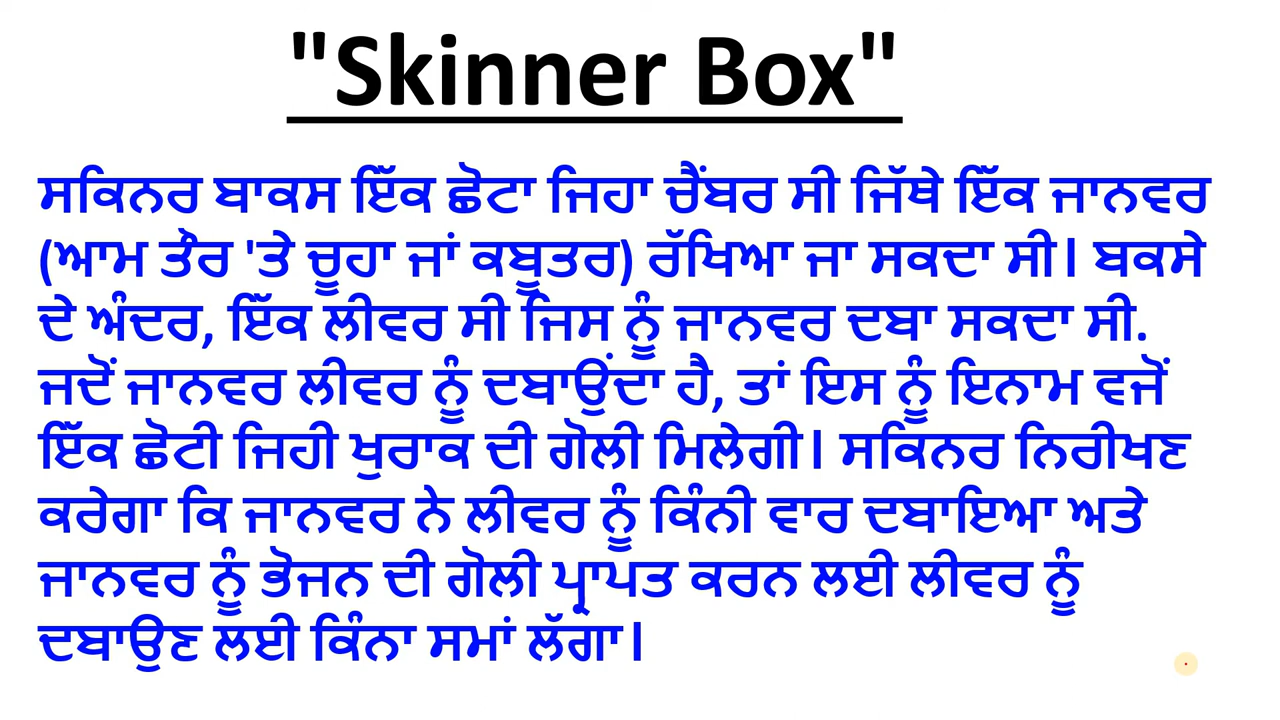 "Skinner Box"
ਸਕਿਨਰ ਬਾਕਸ ਇੱਕ ਛੋਟਾ ਜਿਹਾ ਚੈਂਬਰ ਸੀ ਜਿੱਥੇ ਇੱਕ ਜਾਨਵਰ
(ਆਮ ਤੌਰ 'ਤੇ ਚੂਹਾ ਜਾਂ ਕਬੂਤਰ) ਰੱਖਿਆ ਜਾ ਸਕਦਾ ਸੀ। ਬਕਸੇ
ਦੇ ਅੰਦਰ, ਇੱਕ ਲੀਵਰ ਸੀ ਜਿਸ ਨੂੰ ਜਾਨਵਰ ਦਬਾ ਸਕਦਾ ਸੀ.
ਜਦੋਂ ਜਾਨਵਰ ਲੀਵਰ ਨੂੰ ਦਬਾਉਂਦਾ ਹੈ, ਤਾਂ ਇਸ ਨੂੰ ਇਨਾਮ ਵਜੋਂ
ਇੱਕ ਛੋਟੀ ਜਿਹੀ ਖੁਰਾਕ ਦੀ ਗੋਲੀ ਮਿਲੇਗੀ। ਸਕਿਨਰ ਨਿਰੀਖਣ
ਕਰੇਗਾ ਕਿ ਜਾਨਵਰ ਨੇ ਲੀਵਰ ਨੂੰ ਕਿੰਨੀ ਵਾਰ ਦਬਾਇਆ ਅਤੇ
ਜਾਨਵਰ ਨੂੰ ਭੋਜਨ ਦੀ ਗੋਲੀ ਪ੍ਰਾਪਤ ਕਰਨ ਲਈ ਲੀਵਰ ਨੂੰ
ਦਬਾਉਣ ਲਈ ਕਿੰਨਾ ਸਮਾਂ ਲੱਗਾ।